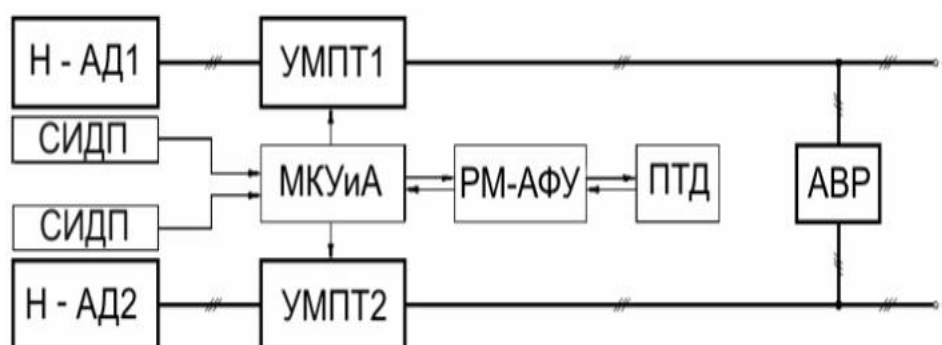 Н - АД1
УМПТ1
СИДП
МКУиА
РМ-АФУ
ПТД
АВР
СИДП
Н - АД2
УМПТ2